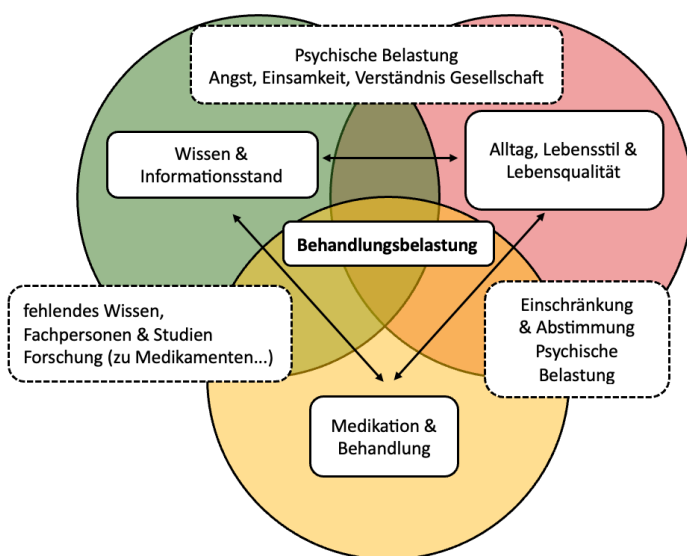 Psychische Belastung
Angst, Einsamkeit, Verständnis Gesellschaft
Wissen &
Informationsstand
Alltag, Lebensstil &
Lebensqualität
Behandlungsbelastung
fehlendes Wissen,
Fachpersonen & Studien
Forschung (zu Medikamenten...)
Einschränkung
& Abstimmung
Psychische
Belastung
Medikation &
Behandlung